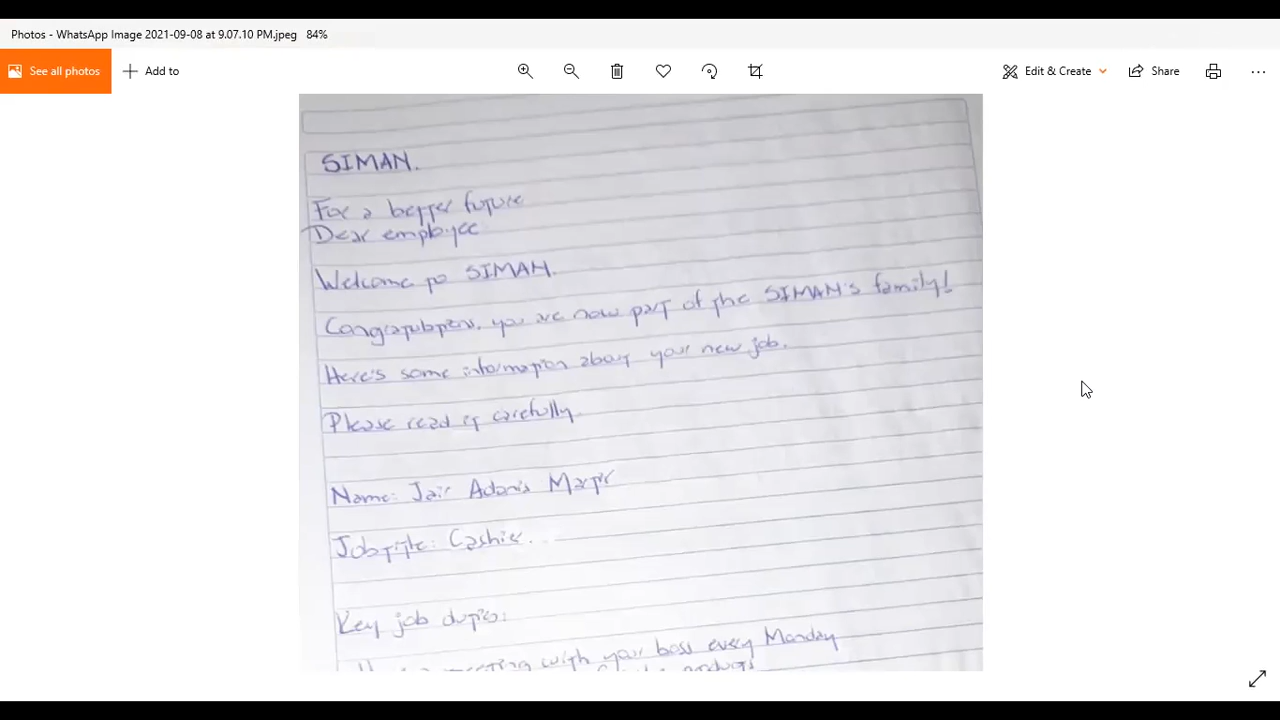 Photos - WhatsApp Image 2021-09-08 at 9.07.10 PM.jpeg 84%
See all photos
Add to
Edit & Create
Share
SIMAN.
For a better future
Dear employee
Welcome to SIMAN.
Congratulations, you are now part of the SIMAN's family!
Here's some information about your new job.
Please read it carefully
Name: Jair Adonis
Job title: Cashier.
Key job duties:
meeting with your boss every Monday
products